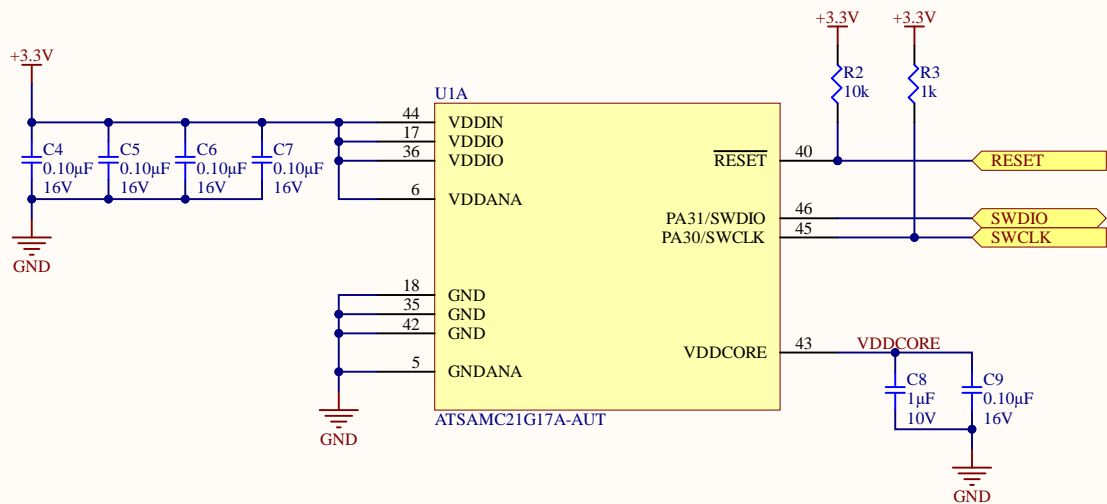 +3.3V
+3.3V
+3.3V
R2
10k
R3
1k
U1A
C4
0.10µF
16V
C5
0.10µF
16V
C6
0.10µF
16V
C7
0.10µF
16V
GND
44 VDDIN
17 VDDIO
36 VDDIO
6 VDDANA
18 GND
35 GND
42 GND
5 GNDANA
GND
RESET 40
RESET
PA31/SWDIO 46
SWDIO
PA30/SWCLK 45
SWCLK
VDDCORE 43
VDDCORE
C8
1µF
10V
C9
0.10µF
16V
GND
ATSAMC21G17A-AUT